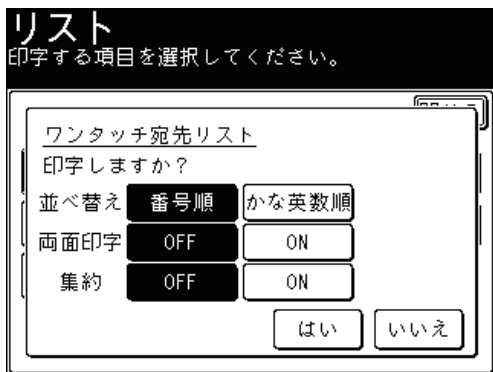 リスト
印字する項目を選択してください。
ワンタッチ宛先リスト
印字しますか？
並べ替え 番号順 かな英数順
両面印字 OFF ON
集約 OFF ON
はい いいえ